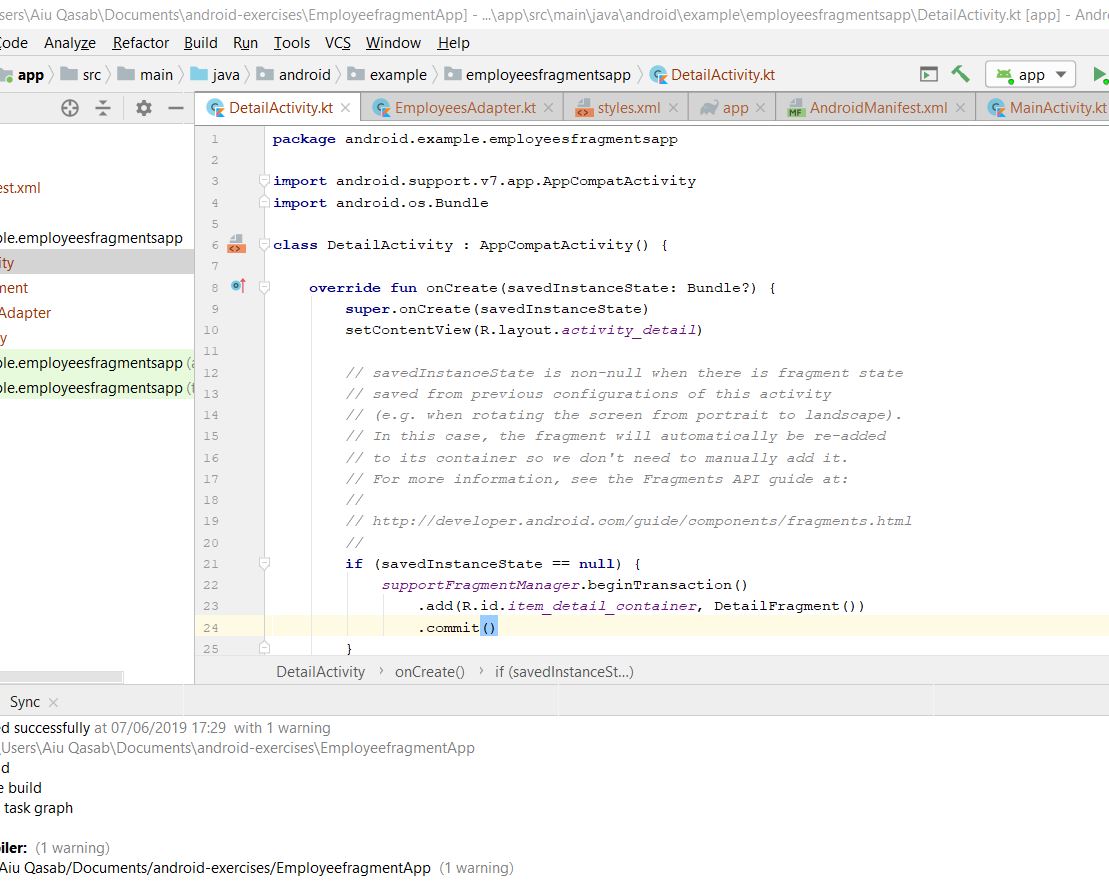 sers\Aiu Qasab\Documents\android-exercises\EmployeefragmentApp] - ...\app\src\main\java\android\example\employeesfragmentsapp\DetailActivity.kt [app] - Andro
Code Analyze Refactor Build Run Tools VCS Window Help
app src main java android example employeesfragmentsapp DetailActivity.kt app
DetailActivity.kt EmployeesAdapter.kt styles.xml app AndroidManifest.xml MainActivity.kt
est.xml
ple.employeesfragmentsapp
ity
ment
Adapter
y
ple.employeesfragmentsapp (a
ple.employeesfragmentsapp (t
1 package android.example.employeesfragmentsapp
2
3 import android.support.v7.app.AppCompatActivity
4 import android.os.Bundle
5
6 class DetailActivity : AppCompatActivity() {
7
8 override fun onCreate(savedInstanceState: Bundle?) {
9 super.onCreate(savedInstanceState)
10 setContentView(R.layout.activity_detail)
11
12 // savedInstanceState is non-null when there is fragment state
13 // saved from previous configurations of this activity
14 // (e.g. when rotating the screen from portrait to landscape).
15 // In this case, the fragment will automatically be re-added
16 // to its container so we don't need to manually add it.
17 // For more information, see the Fragments API guide at:
18 //
19 // http://developer.android.com/guide/components/fragments.html
20 //
21 if (savedInstanceState == null) {
22 supportFragmentManager.beginTransaction()
23 .add(R.id.item_detail_container, DetailFragment())
24 .commit()
25 }
DetailActivity › onCreate() › if (savedInstanceSt...)
Sync
ed successfully at 07/06/2019 17:29 with 1 warning
\Users\Aiu Qasab\Documents\android-exercises\EmployeefragmentApp
d
e build
task graph
iler: (1 warning)
Aiu Qasab/Documents/android-exercises/EmployeefragmentApp (1 warning)